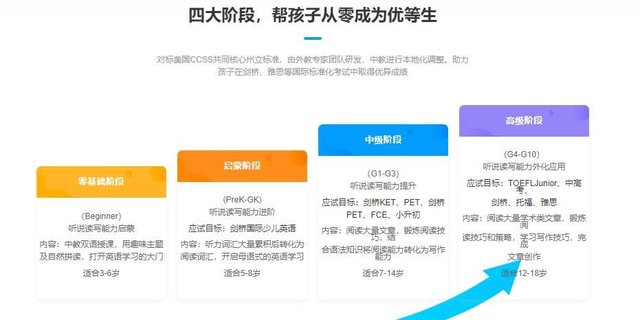 四大阶段，帮孩子从零成为优等生
对标美国CCSS共同核心州立标准，由外教专家团队研发，中教进行本地化调整。助力
孩子在剑桥、雅思等国际标准化考试中取得优异成绩
零基础阶段
(Beginner)
听说读写能力启蒙
内容：中教双语授课，用趣味主题
及自然拼读，打开英语学习的大门
适合3-6岁
启蒙阶段
(PreK-GK)
听说读写能力进阶
应试目标：剑桥国际少儿英语
内容：听力词汇大量累积后转化为
阅读词汇，开启母语式的英语学习
适合5-8岁
中级阶段
(G1-G3)
听说读写能力提升
应试目标：剑桥KET、PET、剑桥
PET、FCE、小升初
内容：阅读大量文章，锻炼阅读技
巧，结
合语法知识将阅读能力转化为写作
能力
适合7-14岁
高级阶段
(G4-G10)
听说读写能力外化应用
应试目标：TOEFLJunior、中高
考、
剑桥、托福、雅思
内容：阅读大量学术类文章，锻炼
阅
读技巧和策略，学习写作技巧，完
成
文章创作
适合12-18岁